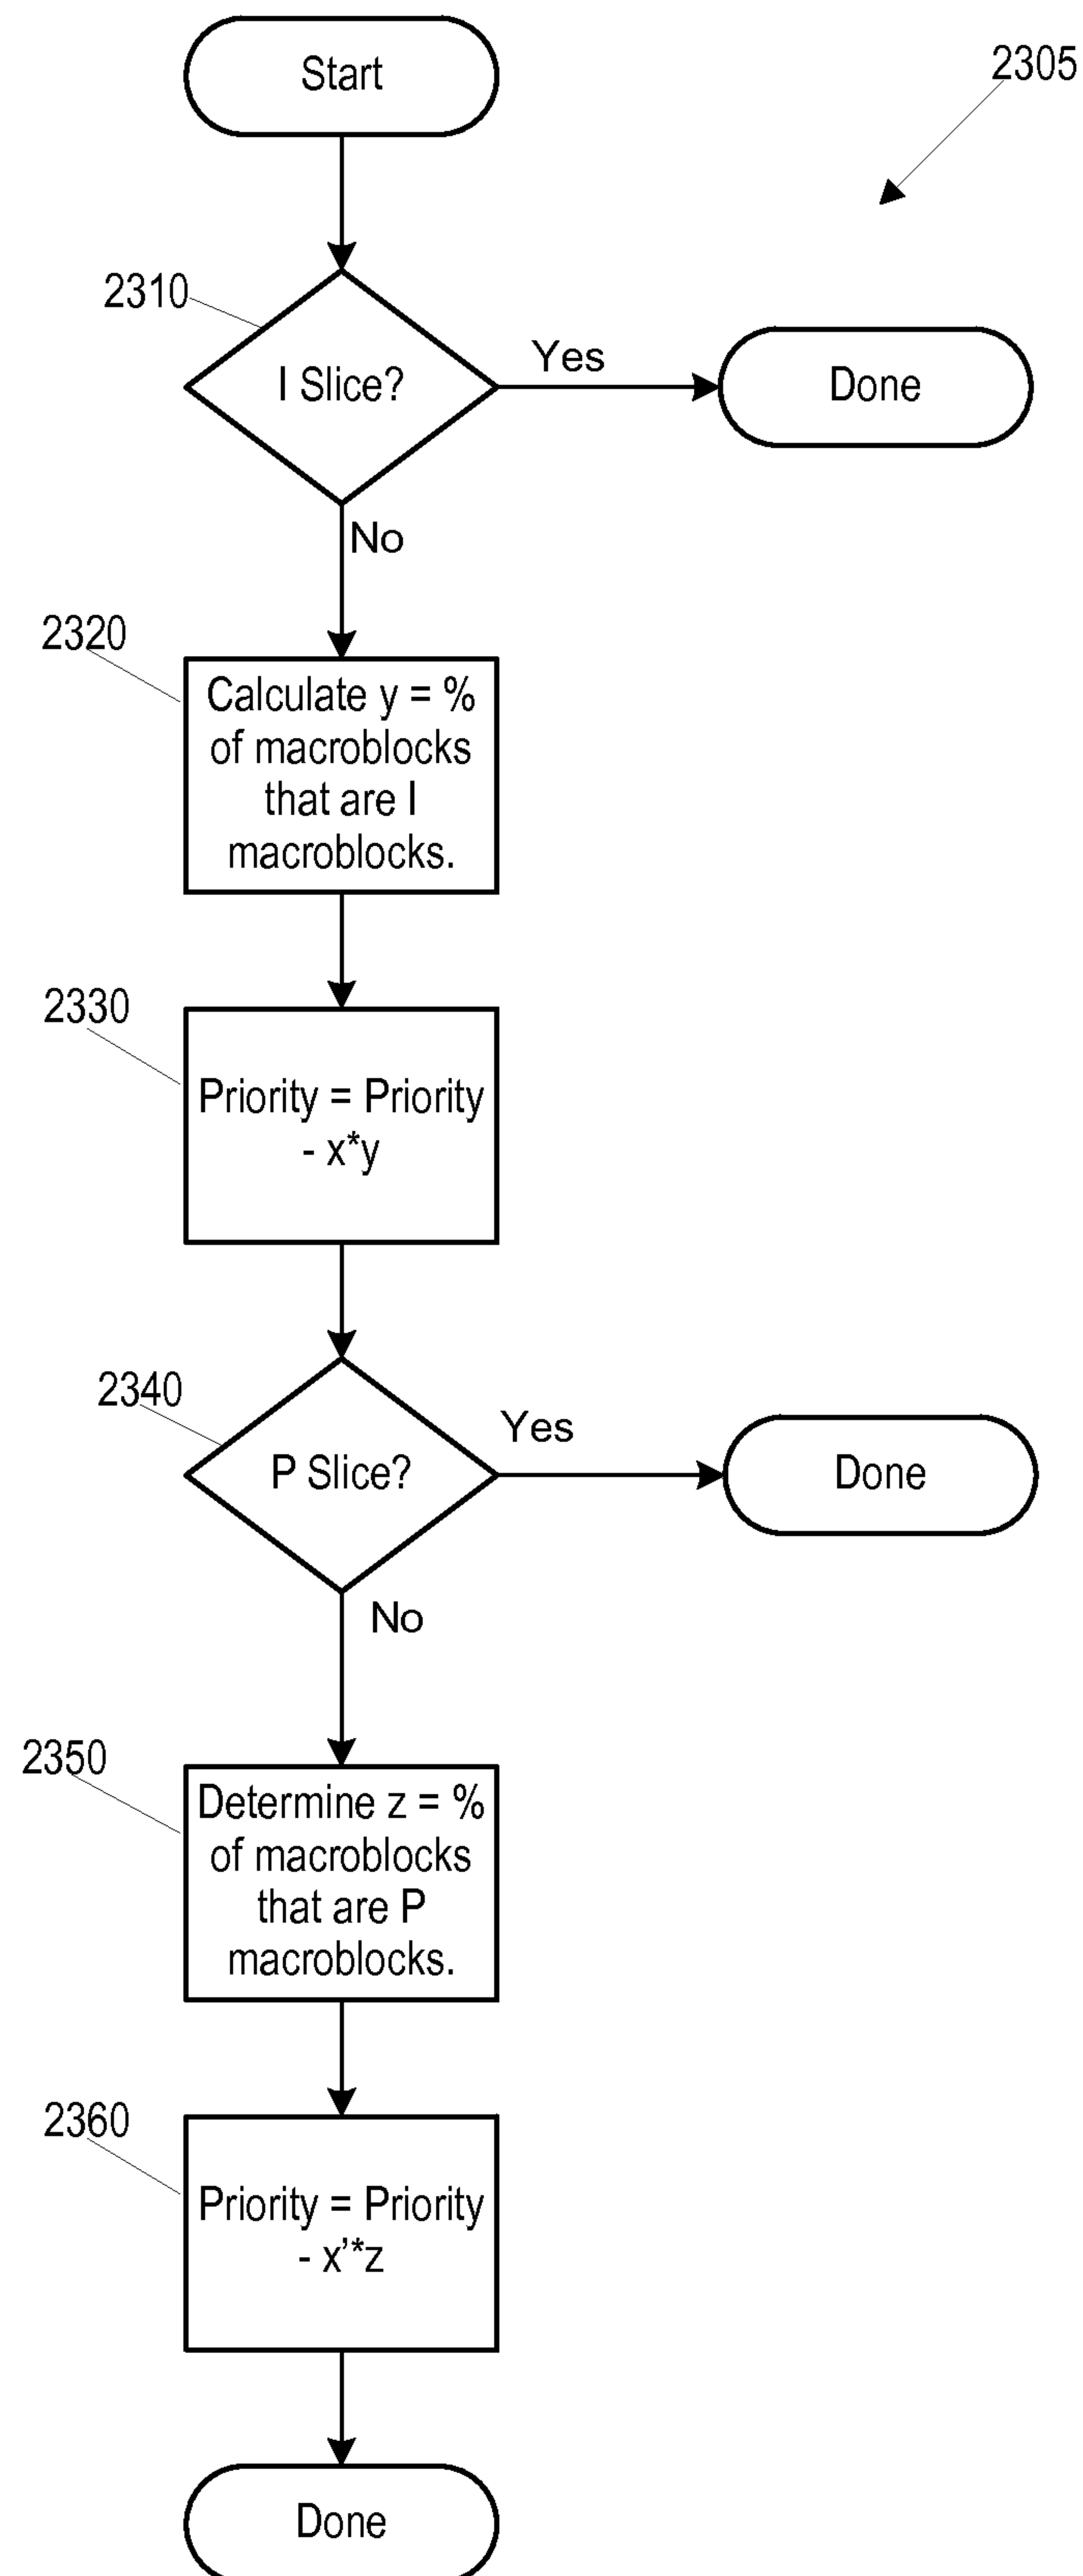 Start
2305
2310
I Slice?
Yes
Done
No
2320
Calculate y = %
of macroblocks
that are I
macroblocks.
2330
Priority = Priority
- x*y
2340
P Slice?
Yes
Done
No
2350
Determine z = %
of macroblocks
that are P
macroblocks.
2360
Priority = Priority
- x'*z
Done